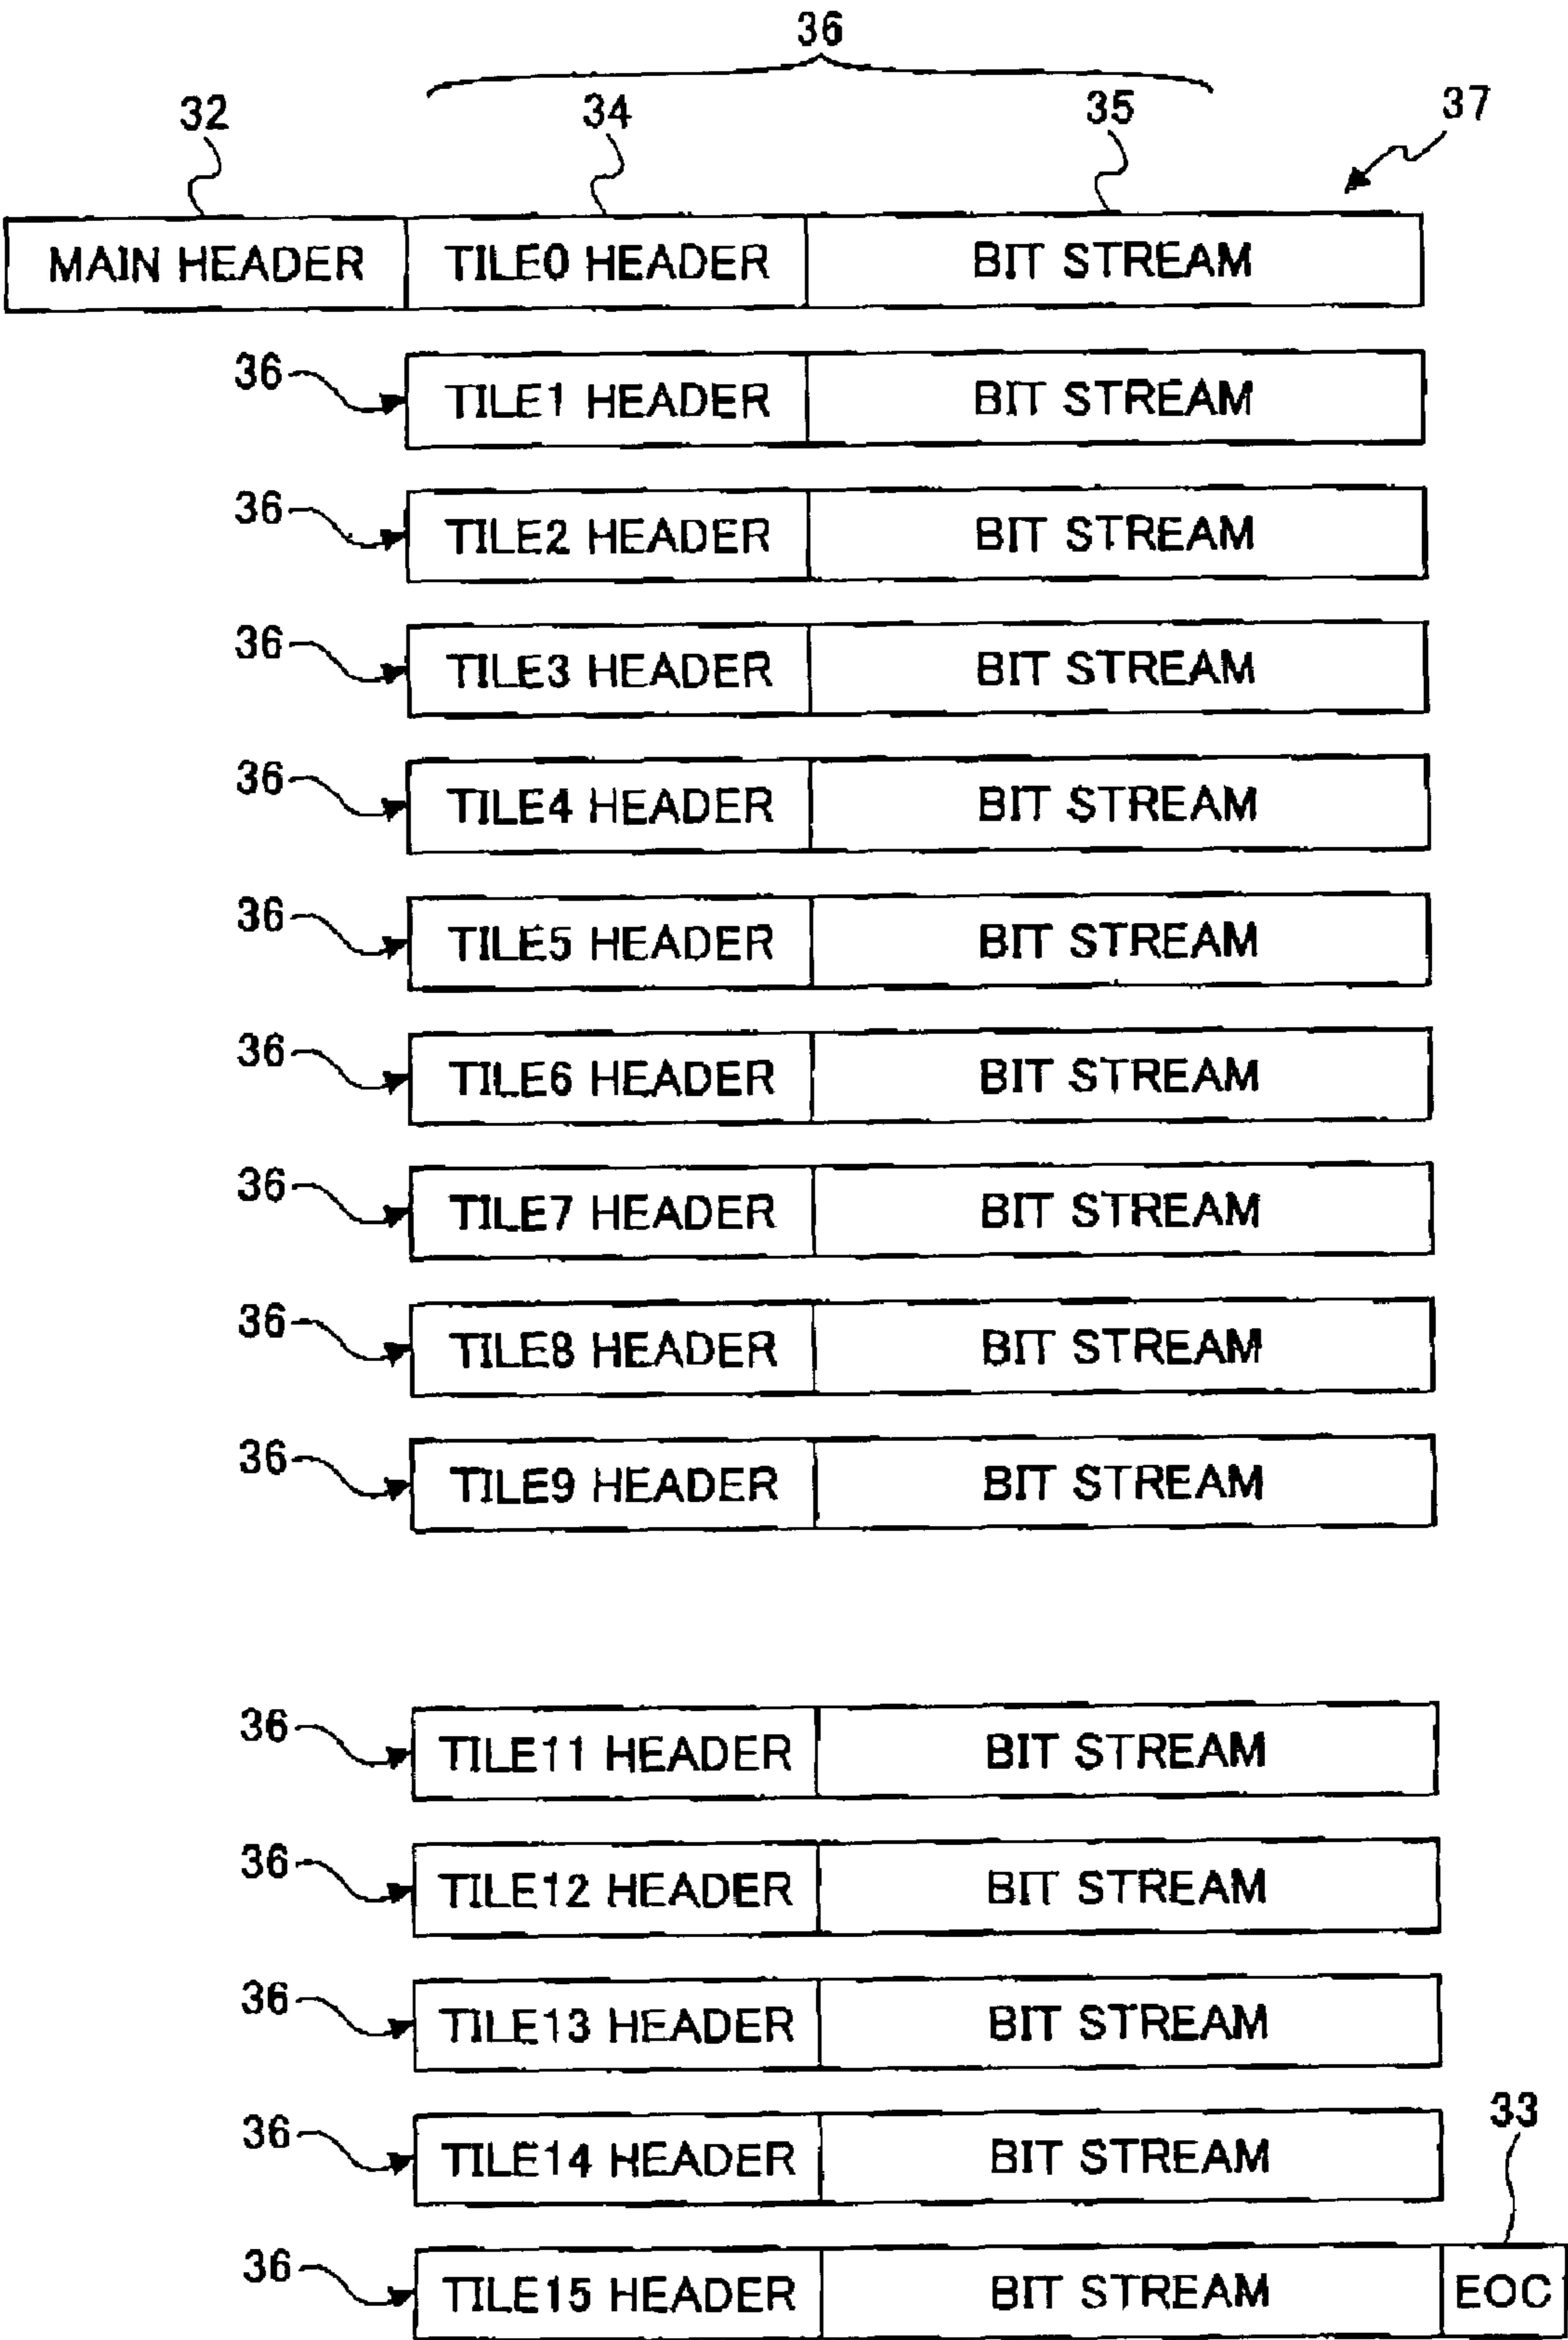 36
32 34 35 37
MAIN HEADER TILE0 HEADER BIT STREAM
36 TILE1 HEADER BIT STREAM
36 TILE2 HEADER BIT STREAM
36 TILE3 HEADER BIT STREAM
36 TILE4 HEADER BIT STREAM
36 TILE5 HEADER BIT STREAM
36 TILE6 HEADER BIT STREAM
36 TILE7 HEADER BIT STREAM
36 TILE8 HEADER BIT STREAM
36 TILE9 HEADER BIT STREAM
36 TILE11 HEADER BIT STREAM
36 TILE12 HEADER BIT STREAM
36 TILE13 HEADER BIT STREAM
36 TILE14 HEADER BIT STREAM
33
36 TILE15 HEADER BIT STREAM EOC